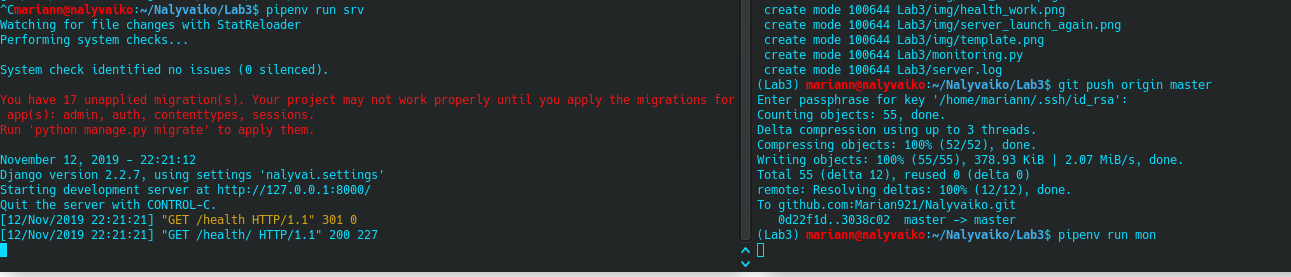 ^Cmariann@nalyvaiko:~/Nalyvaiko/Lab3$ pipenv run srv
Watching for file changes with StatReloader
Performing system checks...
System check identified no issues (0 silenced).
You have 17 unapplied migration(s). Your project may not work properly until you apply the migrations for
 app(s): admin, auth, contenttypes, sessions.
Run 'python manage.py migrate' to apply them.
November 12, 2019 - 22:21:12
Django version 2.2.7, using settings 'nalyvai.settings'
Starting development server at http://127.0.0.1:8000/
Quit the server with CONTROL-C.
[12/Nov/2019 22:21:21] "GET /health HTTP/1.1" 301 0
[12/Nov/2019 22:21:21] "GET /health/ HTTP/1.1" 200 227
create mode 100644 Lab3/img/health_work.png
create mode 100644 Lab3/img/server_launch_again.png
create mode 100644 Lab3/img/template.png
create mode 100644 Lab3/monitoring.py
create mode 100644 Lab3/server.log
(Lab3) mariann@nalyvaiko:~/Nalyvaiko/Lab3$ git push origin master
Enter passphrase for key '/home/mariann/.ssh/id_rsa':
Counting objects: 55, done.
Delta compression using up to 3 threads.
Compressing objects: 100% (52/52), done.
Writing objects: 100% (55/55), 378.93 KiB | 2.07 MiB/s, done.
Total 55 (delta 12), reused 0 (delta 0)
remote: Resolving deltas: 100% (12/12), done.
To github.com:Marian921/Nalyvaiko.git
   0d22f1d..3038c02  master -> master
(Lab3) mariann@nalyvaiko:~/Nalyvaiko/Lab3$ pipenv run mon